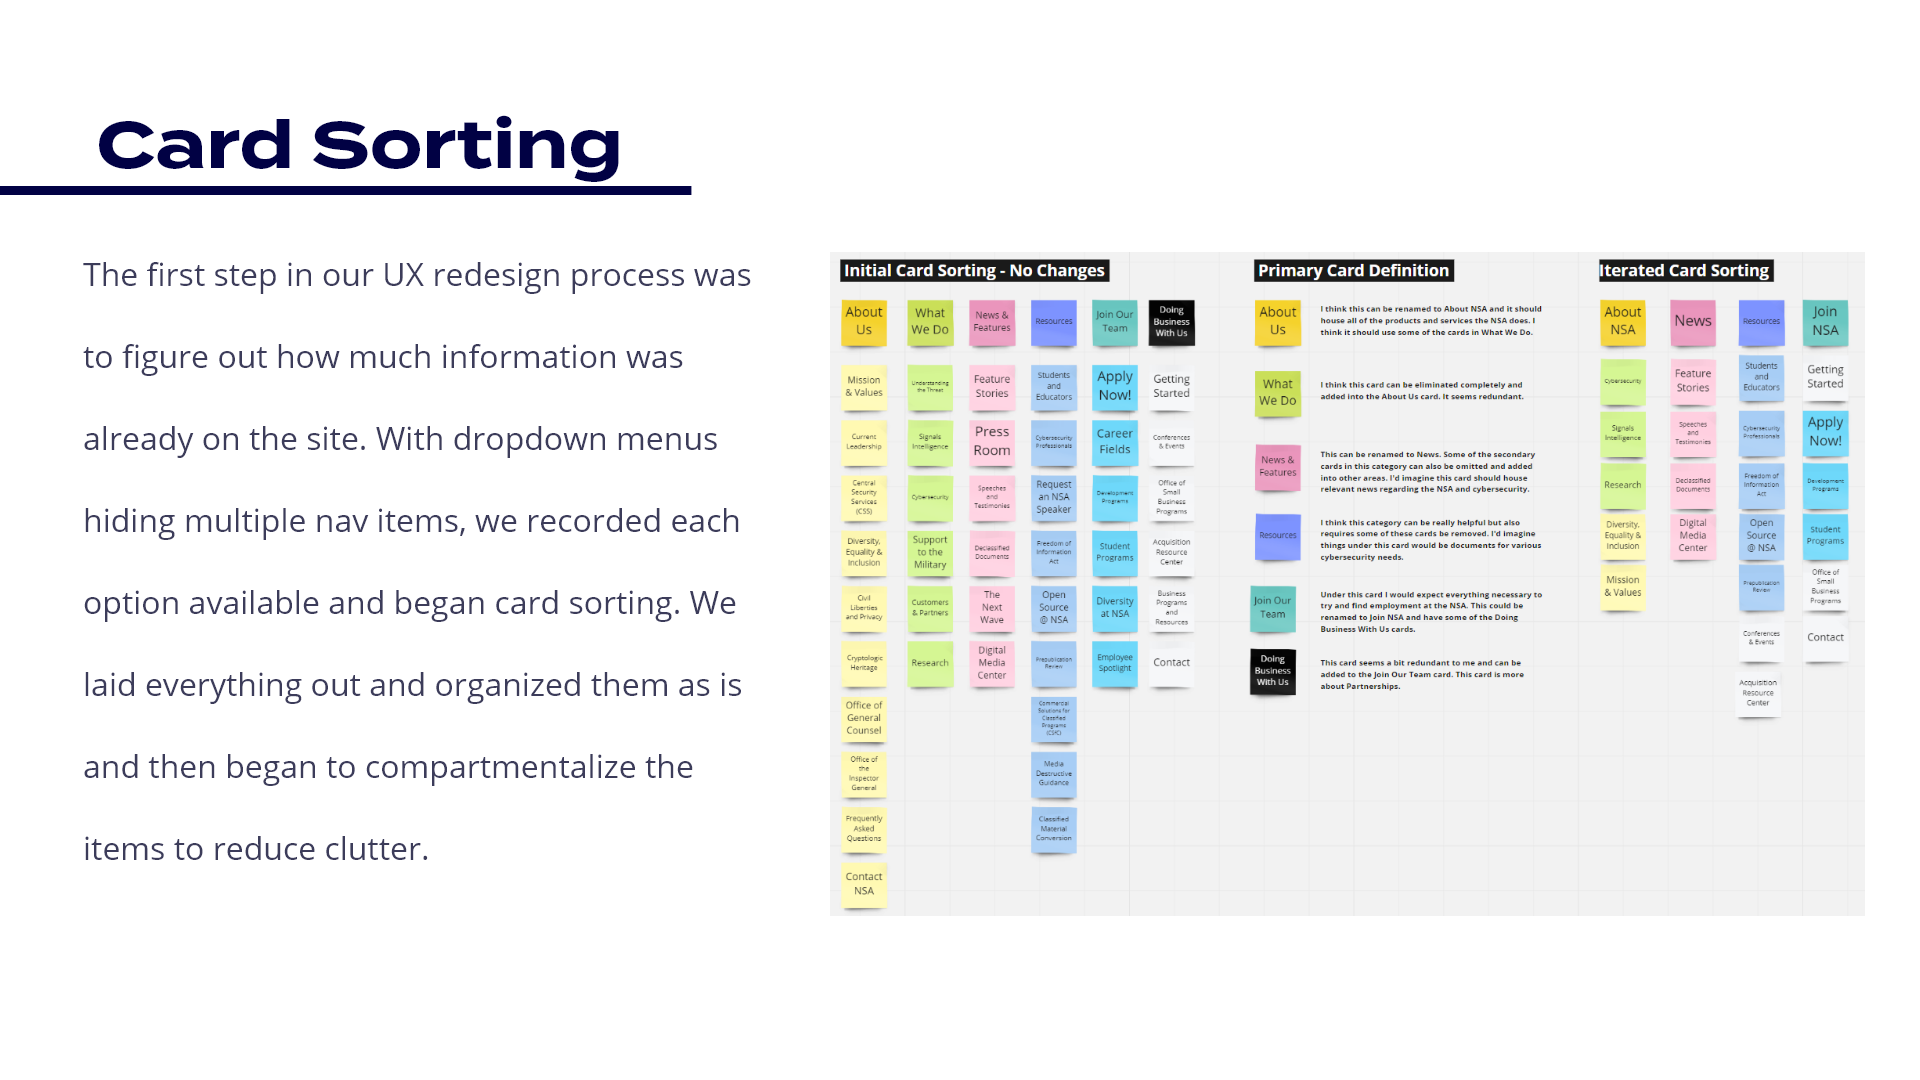 Card Sorting
The first step in our UX redesign process was
to figure out how much information was
already on the site. With dropdown menus
hiding multiple nav items, we recorded each
option available and began card sorting. We
laid everything out and organized them as is
and then began to compartmentalize the
items to reduce clutter.
Initial Card Sorting - No Changes
About
Us
Mission
& Values
Current
Leadership
Central
Security
Services
(CSS)
Diversity,
Equality &
Inclusion
Civil
Liberties
and Privacy
Cryptologic
Heritage
Office of
General
Counsel
Office of
the
Inspector
General
Frequently
Asked
Questions
Contact
NSA
What
We Do
Understanding
the Threat
Signals
Intelligence
Cybersecurity
Support
to the
Military
Customers
& Partners
Research
News &
Features
Feature
Stories
Press
Room
Speeches
and
Testimonies
Declassified
Documents
The
Next
Wave
Digital
Media
Center
Resources
Students
and
Educators
Cybersecurity
Professionals
Request
an NSA
Speaker
Freedom of
Information
Act
Open
Source
@ NSA
Prepublication
Review
Commercial
Solutions for
Classified
Programs
(CSfC)
Media
Destructive
Guidance
Classified
Material
Conversion
Join Our
Team
Apply
Now!
Career
Fields
Development
Programs
Student
Programs
Diversity
at NSA
Employee
Spotlight
Doing
Business
With Us
Getting
Started
Conferences
& Events
Office of
Small
Business
Programs
Acquisition
Resource
Center
Business
Programs
and
Resources
Contact
Primary Card Definition
About
Us
I think this can be renamed to About NSA and it should
house all of the products and services the NSA does. I
think it should use some of the cards in What We Do.
What
We Do
I think this card can be eliminated completely and
added into the About Us card. It seems redundant.
News &
Features
This can be renamed to News. Some of the secondary
cards in this category can also be omitted and added
into other areas. I'd imagine this card should house
relevant news regarding the NSA and cybersecurity.
Resources
I think this category can be really helpful but also
requires some of these cards be removed. I'd imagine
things under this card would be documents for various
cybersecurity needs.
Join Our
Team
Under this card I would expect everything necessary to
try and find employment at the NSA. This could be
renamed to Join NSA and have some of the Doing
Business With Us cards.
Doing
Business
With Us
This card seems a bit redundant to me and can be
added to the Join Our Team card. This card is more
about Partnerships.
Iterated Card Sorting
About
NSA
Cybersecurity
Signals
Intelligence
Research
Diversity,
Equality &
Inclusion
Mission
& Values
News
Feature
Stories
Speeches
and
Testimonies
Declassified
Documents
Digital
Media
Center
Resources
Students
and
Educators
Cybersecurity
Professionals
Freedom of
Information
Act
Open
Source
@ NSA
Prepublication
Review
Conferences
& Events
Acquisition
Resource
Center
Join
NSA
Getting
Started
Apply
Now!
Development
Programs
Student
Programs
Office of
Small
Business
Programs
Contact